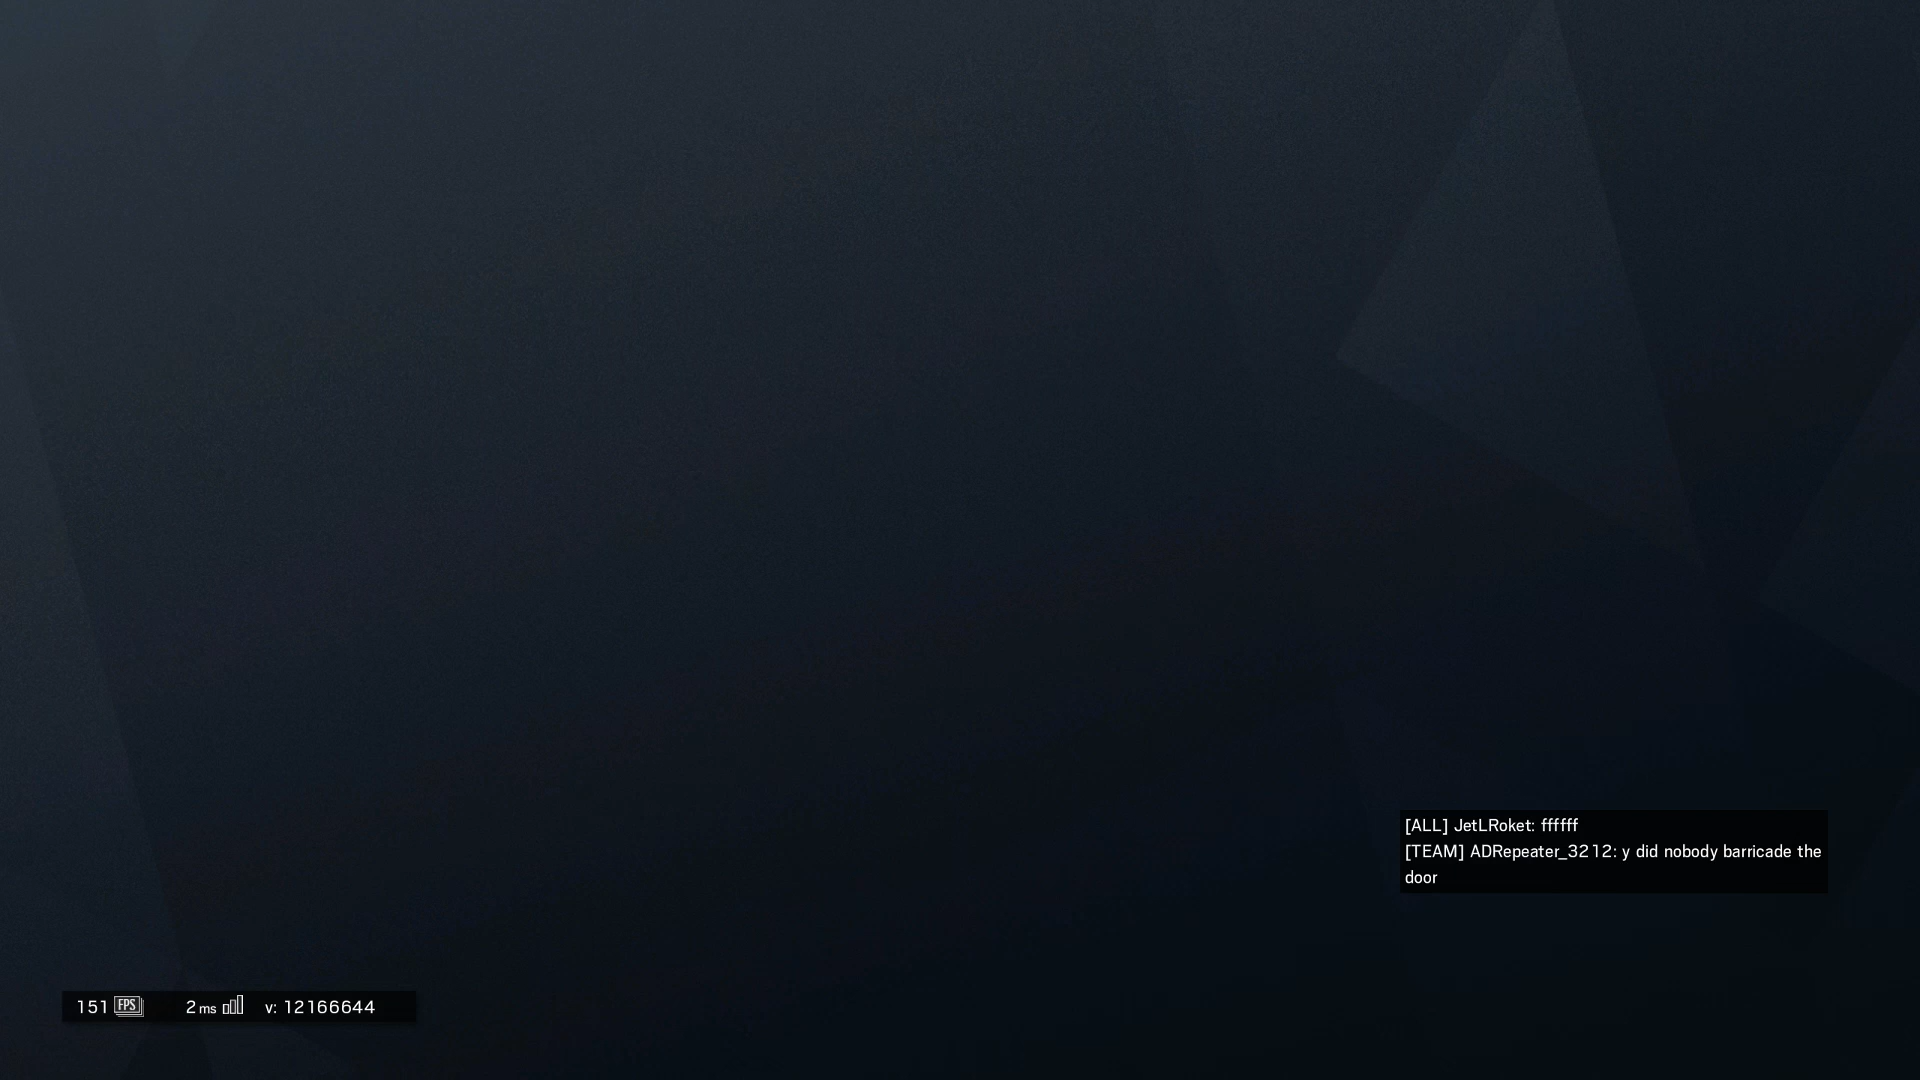 [ALL] JetLRoket: ffffff
[TEAM] ADRepeater_3212: y did nobody barricade the
door
151 FPS 2 ms v: 12166644